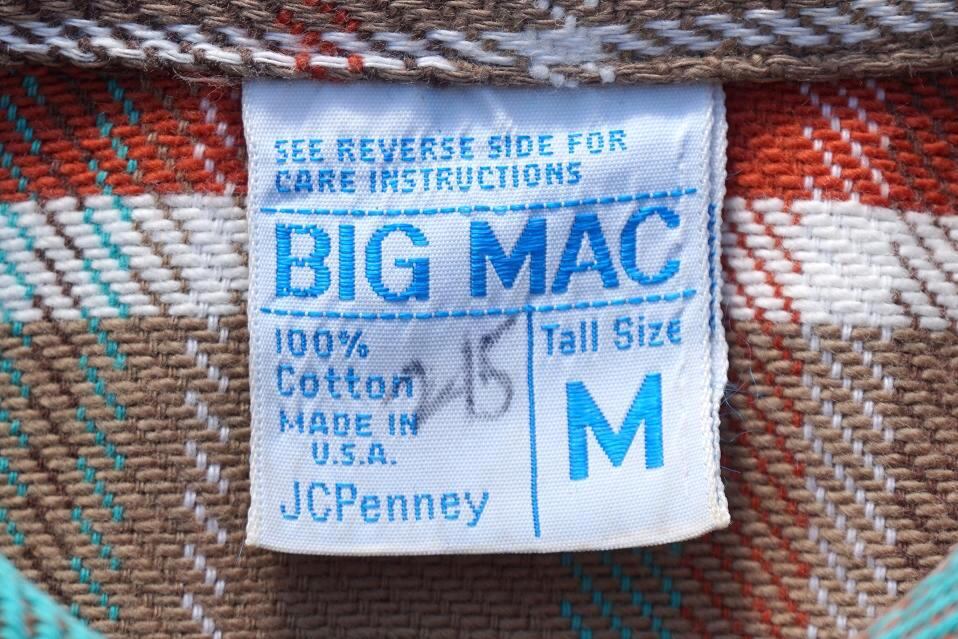 SEE REVERSE SIDE FOR
CARE INSTRUCTIONS
BIG MAC
100%
Cotton
MADE IN
U.S.A.
JCPenney
Tall Size
M